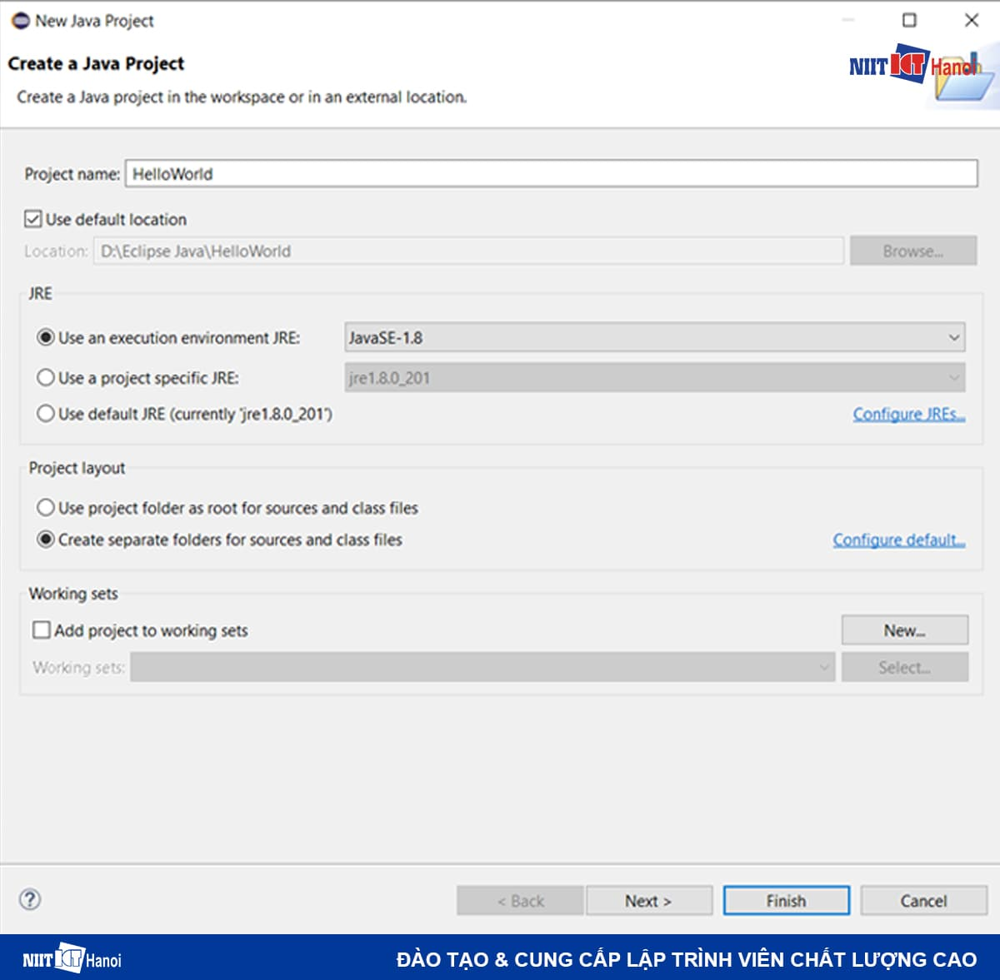 New Java Project
Create a Java Project
NIIT ICT Hanoi
Create a Java project in the workspace or in an external location.
Project name: HelloWorld
Use default location
Location: D:\Eclipse Java\HelloWorld Browse...
JRE
Use an execution environment JRE: JavaSE-1.8
Use a project specific JRE: jre1.8.0_201
Use default JRE (currently 'jre1.8.0_201') Configure JREs...
Project layout
Use project folder as root for sources and class files
Create separate folders for sources and class files Configure default...
Working sets
Add project to working sets New...
Working sets: Select...
? < Back Next > Finish Cancel
NIIT ICT Hanoi ĐÀO TẠO & CUNG CẤP LẬP TRÌNH VIÊN CHẤT LƯỢNG CAO